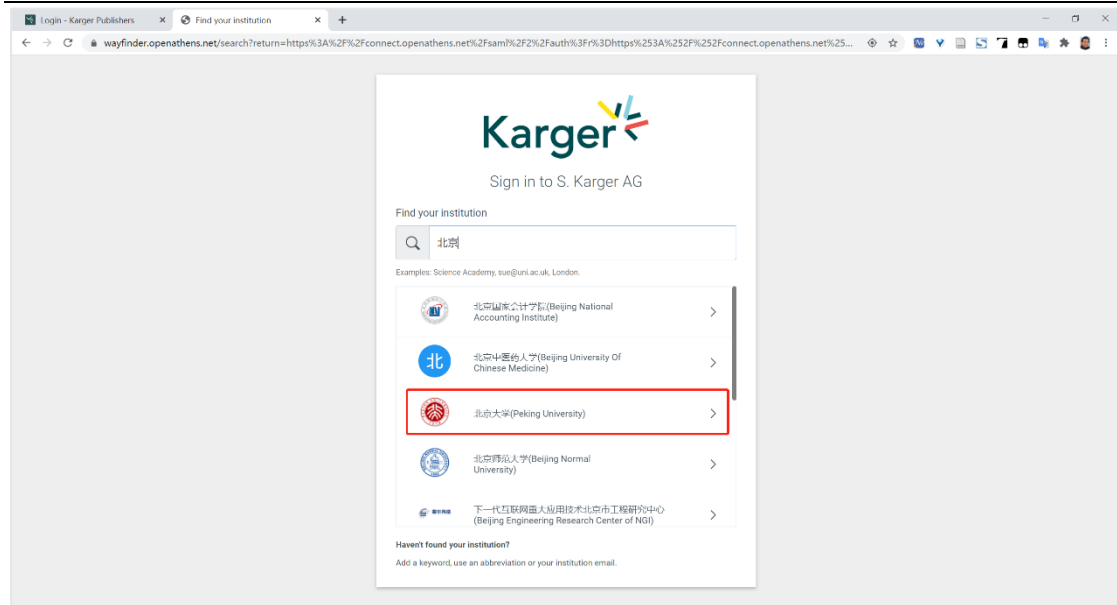 Login - Karger Publishers
Find your institution
wayfinder.openathens.net/search?return=https%3A%2F%2Fconnect.openathens.net%2Fsaml%2F2%2Fauth%3Fr%3Dhttps%253A%252F%252Fconnect.openathens.net%25...
Karger
Sign in to S. Karger AG
Find your institution
北京
Examples: Science Academy, sue@uni.ac.uk, London.
北京国家会计学院(Beijing National
Accounting Institute)
北
北京中医药大学(Beijing University Of
Chinese Medicine)
北京大学(Peking University)
北京师范大学(Beijing Normal
University)
下一代互联网重大应用技术北京市工程研究中心
(Beijing Engineering Research Center of NGI)
Haven't found your institution?
Add a keyword, use an abbreviation or your institution email.